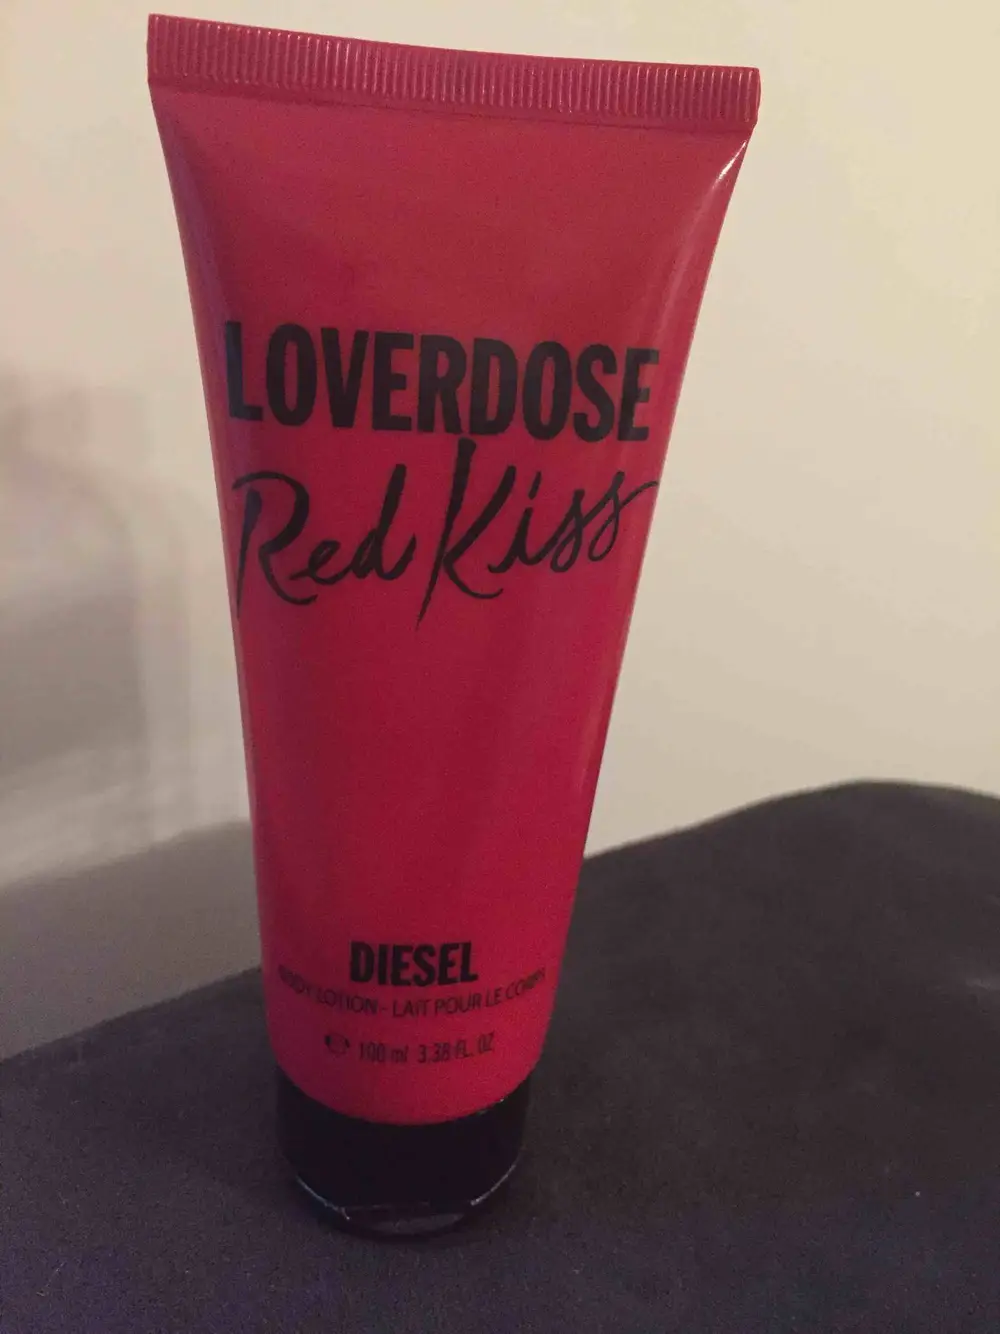 LOVERDOSE
Red Kiss
DIESEL
BODY LOTION - LAIT POUR LE CORPS
℮ 100 ml 3.38 FL. OZ